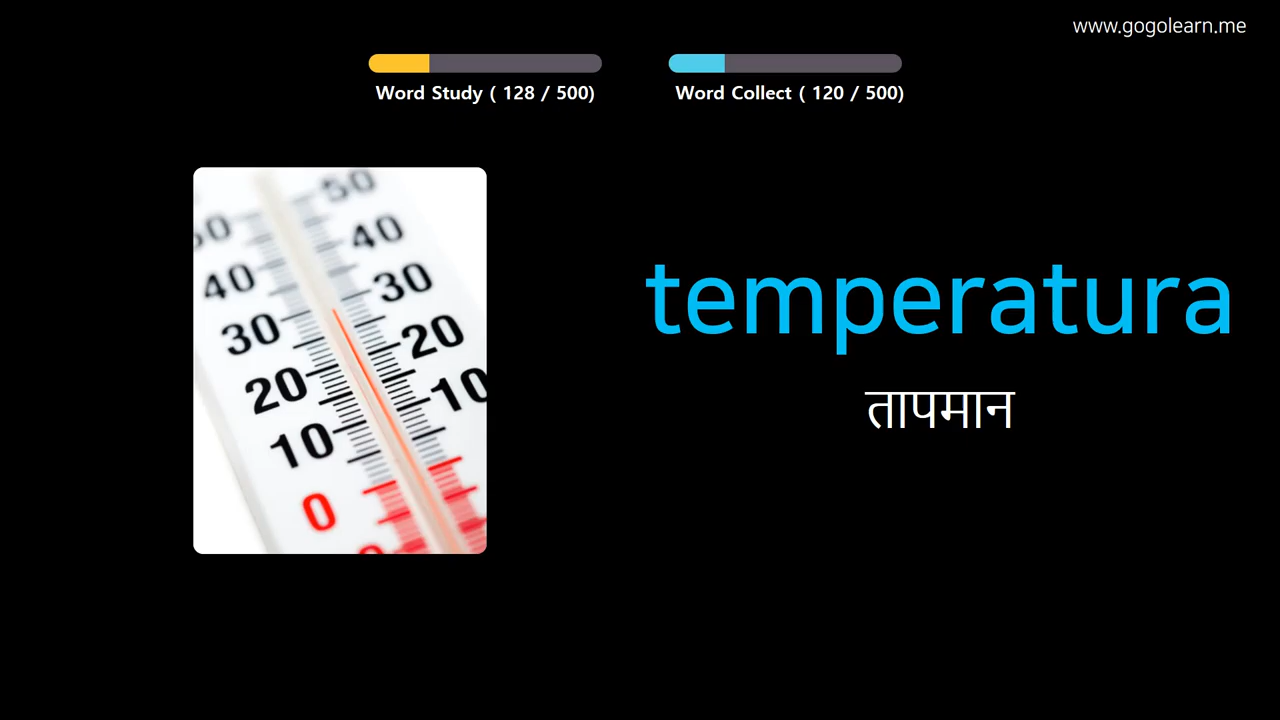 www.gogolearn.me
Word Study ( 128 / 500)
Word Collect ( 120 / 500)
50
40
30
20
10
40
30
20
10
0
temperatura
तापमान